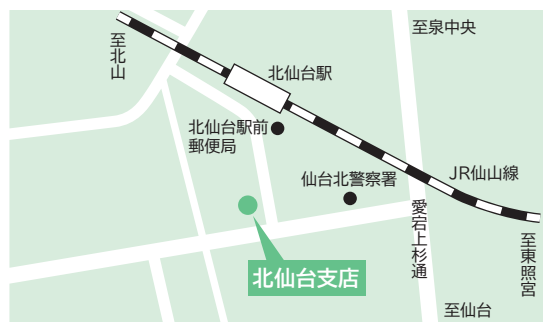 至泉中央
至北山
北仙台駅
北仙台駅前
郵便局
仙台北警察署
JR仙山線
愛宕上杉通
至東照宮
北仙台支店
至仙台